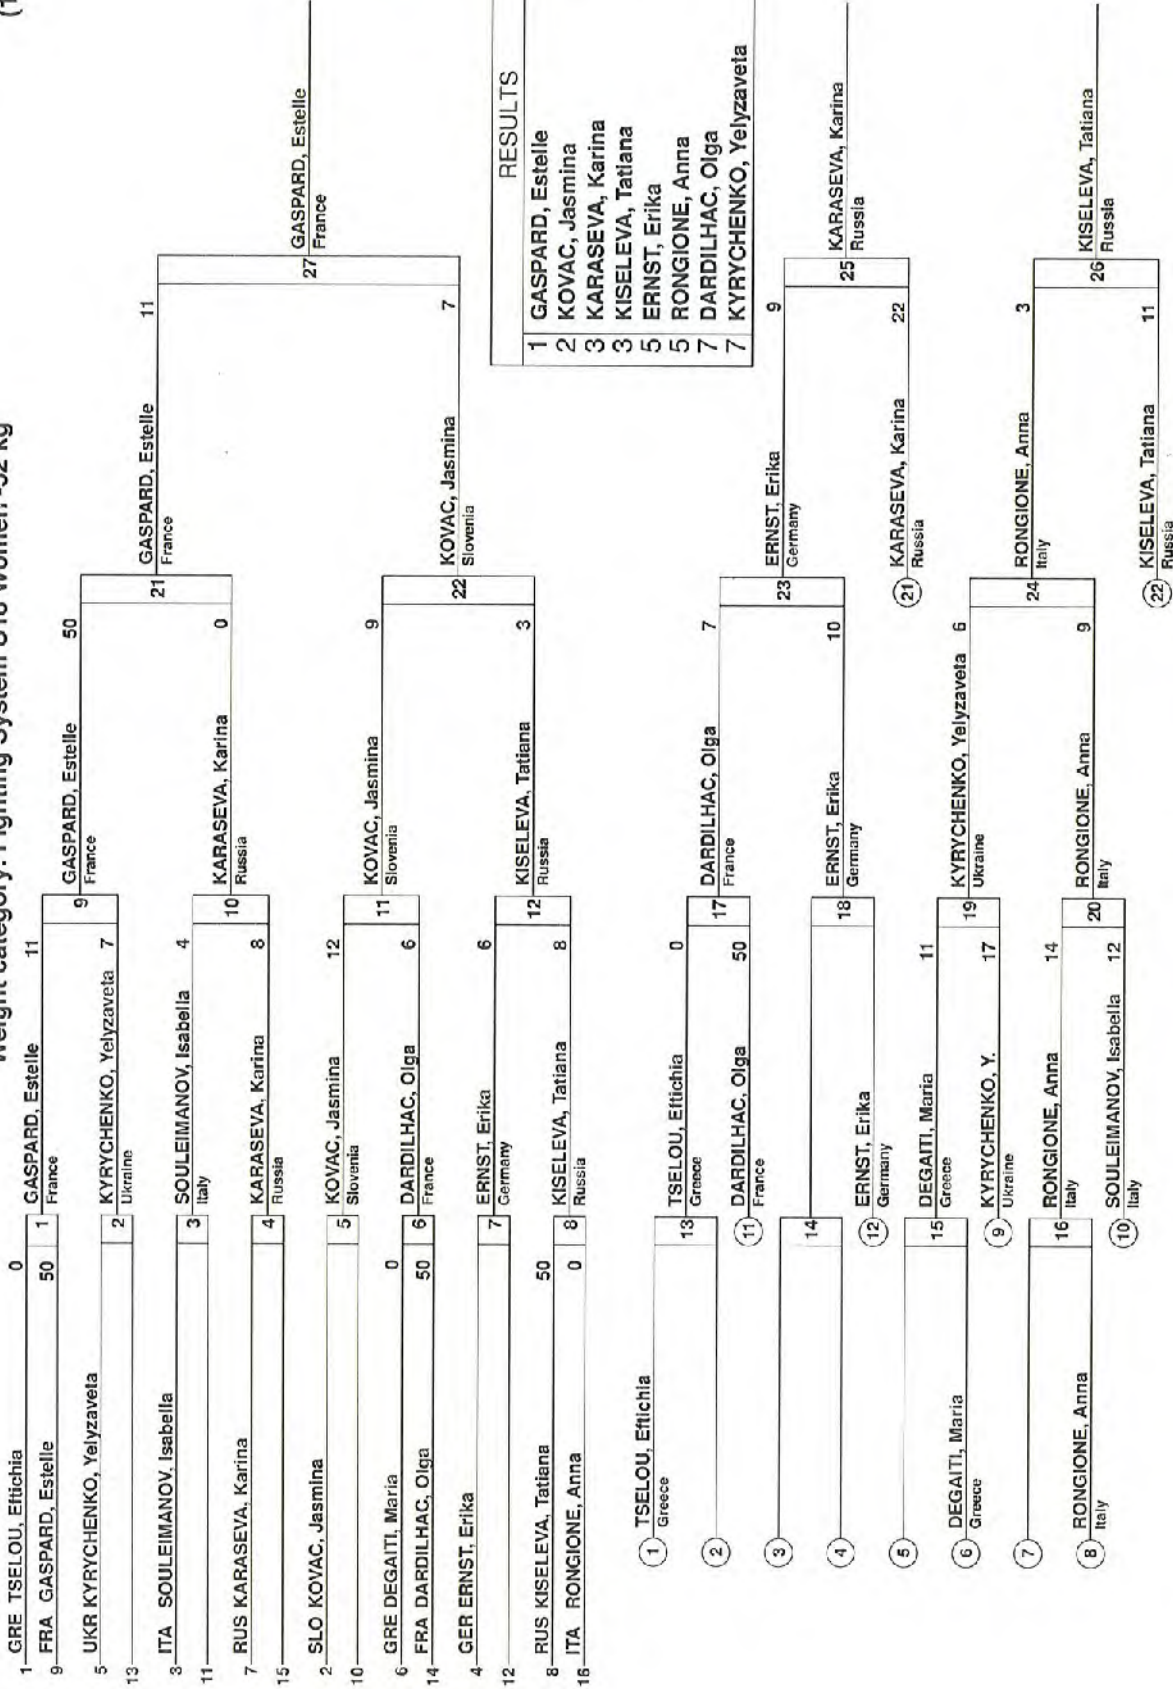 Weight category: Fighting System U18 Women -52 kg
(1
1 GRE TSELOU, Eftichia 0
9 FRA GASPARD, Estelle 50
1
GASPARD, Estelle 11
France
5 UKR KYRYCHENKO, Yelyzaveta
13
2
KYRYCHENKO, Yelyzaveta 7
Ukraine
9
GASPARD, Estelle 50
France
3 ITA SOULEIMANOV, Isabella
11
3
SOULEIMANOV, Isabella 4
Italy
7 RUS KARASEVA, Karina
15
4
KARASEVA, Karina 8
Russia
10
KARASEVA, Karina 0
Russia
21
GASPARD, Estelle 11
France
2 SLO KOVAC, Jasmina
10
5
KOVAC, Jasmina 12
Slovenia
6 GRE DEGAITI, Maria 0
14 FRA DARDILHAC, Olga 50
6
DARDILHAC, Olga 6
France
11
KOVAC, Jasmina 9
Slovenia
4 GER ERNST, Erika
12
7
ERNST, Erika 6
Germany
8 RUS KISELEVA, Tatiana 50
16 ITA RONGIONE, Anna 0
8
KISELEVA, Tatiana 8
Russia
12
KISELEVA, Tatiana 3
Russia
22
KOVAC, Jasmina 7
Slovenia
27
GASPARD, Estelle
France
RESULTS
1 GASPARD, Estelle
2 KOVAC, Jasmina
3 KARASEVA, Karina
3 KISELEVA, Tatiana
5 ERNST, Erika
5 RONGIONE, Anna
7 DARDILHAC, Olga
7 KYRYCHENKO, Yelyzaveta
1 TSELOU, Eftichia
Greece
2
13
TSELOU, Eftichia 0
Greece
11 DARDILHAC, Olga 50
France
17
DARDILHAC, Olga 7
France
3
4
14
12 ERNST, Erika
Germany
18
ERNST, Erika 10
Germany
23
ERNST, Erika 9
Germany
21 KARASEVA, Karina 22
Russia
25
KARASEVA, Karina
Russia
5
6 DEGAITI, Maria
Greece
15
DEGAITI, Maria 11
Greece
9 KYRYCHENKO, Y. 17
Ukraine
19
KYRYCHENKO, Yelyzaveta 6
Ukraine
7
8 RONGIONE, Anna
Italy
16
RONGIONE, Anna 14
Italy
10 SOULEIMANOV, Isabella 12
Italy
20
RONGIONE, Anna 9
Italy
24
RONGIONE, Anna 3
Italy
22 KISELEVA, Tatiana 11
Russia
26
KISELEVA, Tatiana
Russia